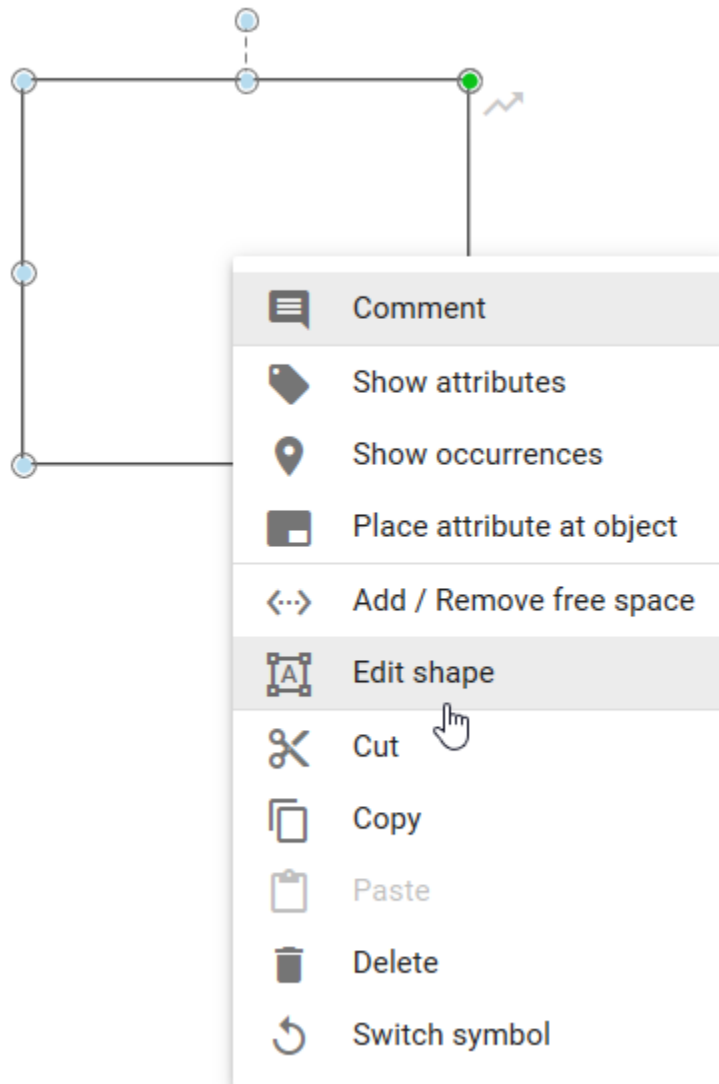 Comment
Show attributes
Show occurrences
Place attribute at object
Add / Remove free space
A Edit shape
Cut
Copy
Paste
Delete
Switch symbol